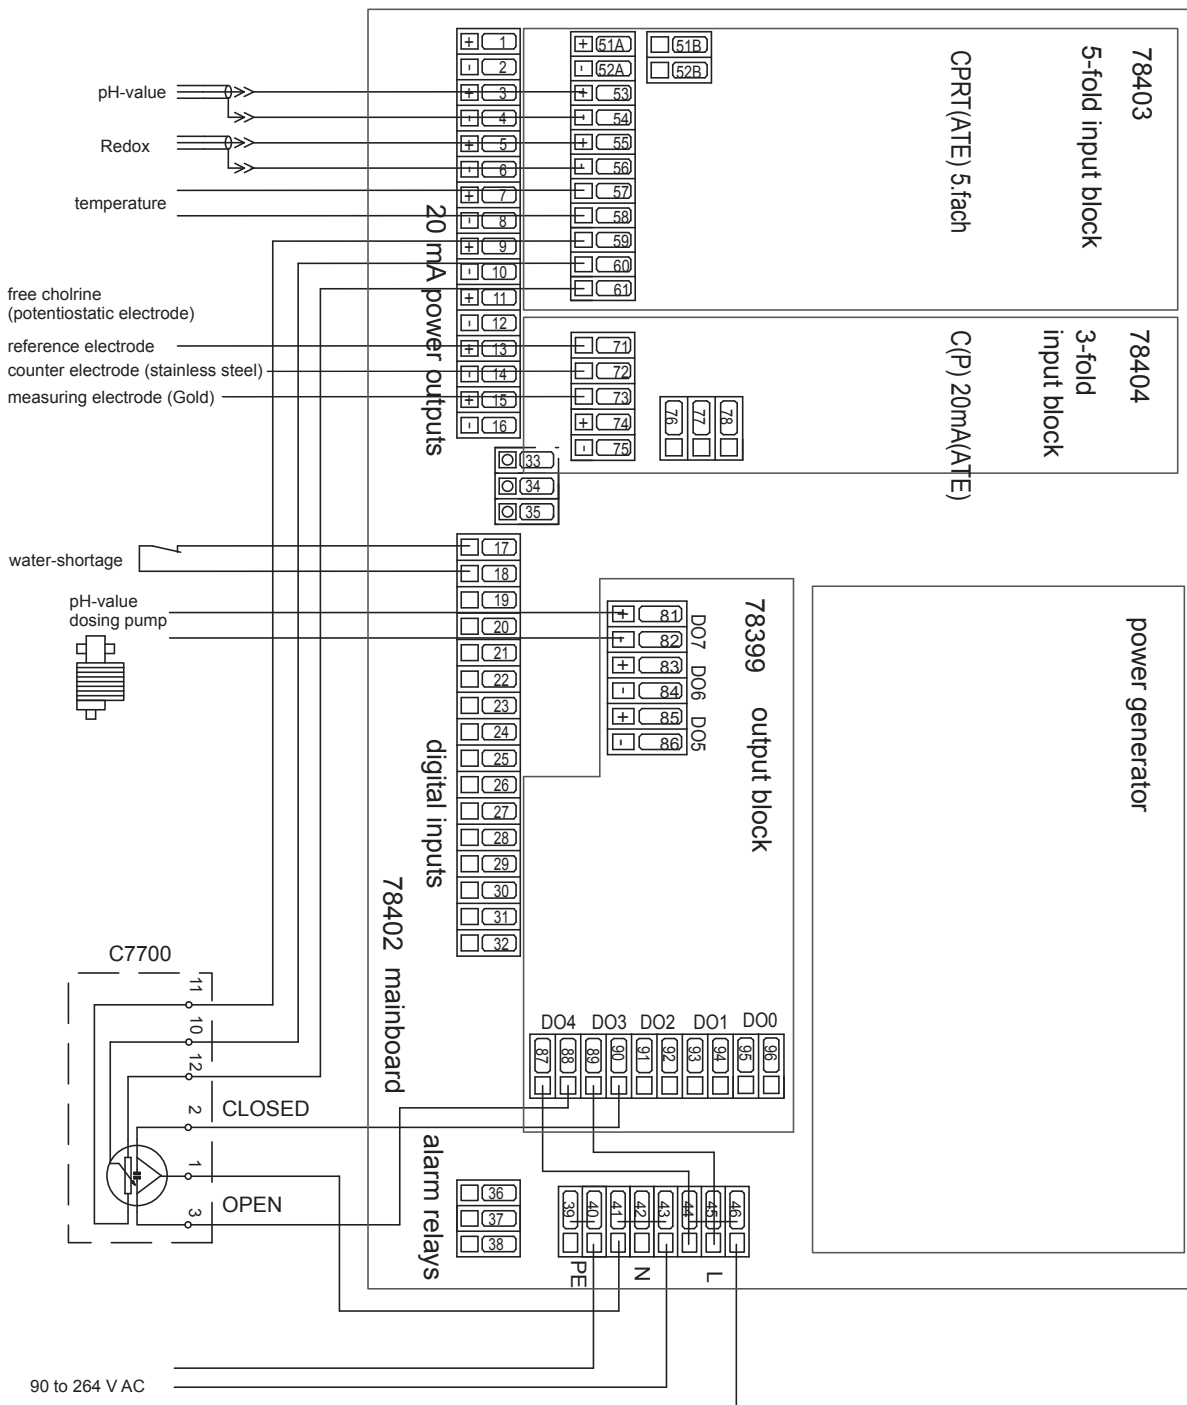 pH-value
Redox
temperature
free cholrine
(potentiostatic electrode)
reference electrode
counter electrode (stainless steel)
measuring electrode (Gold)
water-shortage
pH-value
dosing pump
C7700
11
10
12
2
CLOSED
1
3
OPEN
90 to 264 V AC
+ 1
- 2
+ 3
- 4
+ 5
- 6
+ 7
- 8
+ 9
- 10
+ 11
- 12
+ 13
- 14
+ 15
- 16
20 mA power outputs
33
34
35
17
18
19
20
21
22
23
24
25
26
27
28
29
30
31
32
digital inputs
78402 mainboard
36
37
38
alarm relays
+ 51A
- 52A
51B
52B
+ 53
- 54
+ 55
- 56
57
58
59
60
61
78403
5-fold input block
CPRT(ATE) 5.fach
71
72
73
+ 74
- 75
76
77
78
78404
3-fold
input block
C(P) 20mA(ATE)
+ 81
- 82
+ 83
- 84
+ 85
- 86
DO7
DO6
DO5
78399 output block
DO4 DO3 DO2 DO1 DO0
87 88 89 90 91 92 93 94 95 96
39 40 41 42 43 44 45 46
PE
N
L
power generator